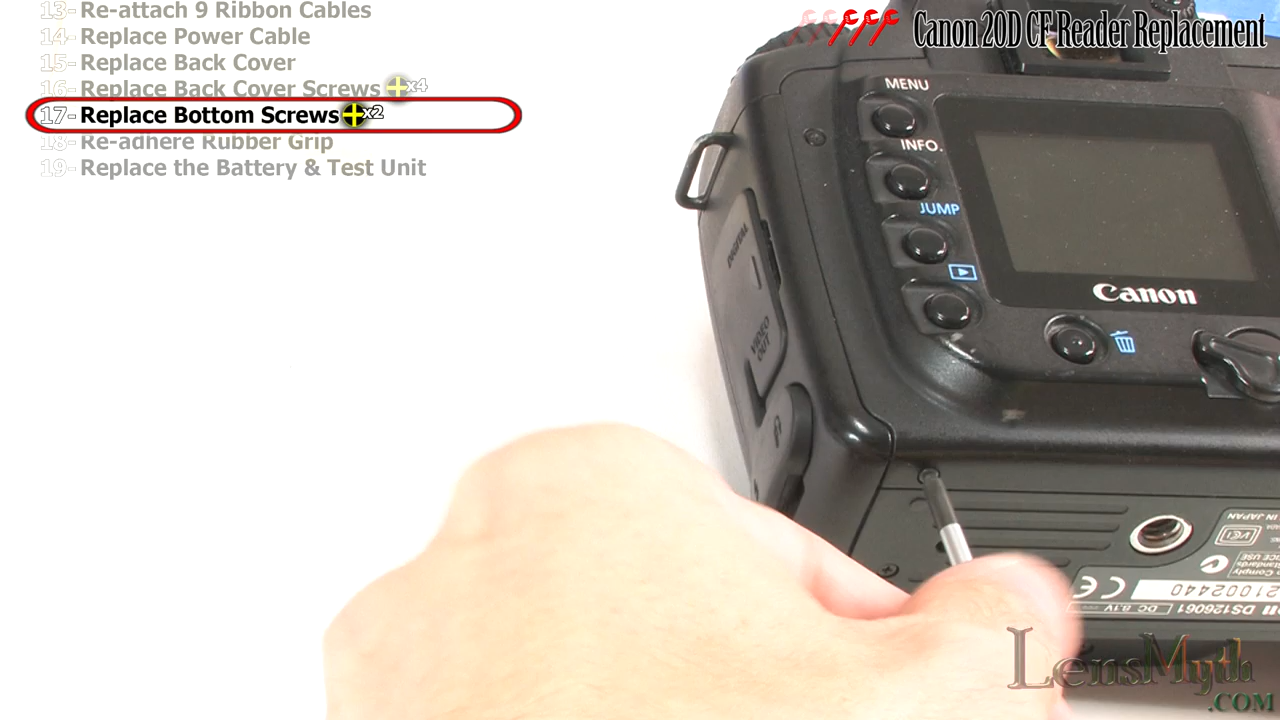 13- Re-attach 9 Ribbon Cables
14- Replace Power Cable
15- Replace Back Cover
16- Replace Back Cover Screws x4
17- Replace Bottom Screws x2
18- Re-adhere Rubber Grip
19- Replace the Battery & Test Unit
Canon 20D CF Reader Replacement
MENU
INFO.
JUMP
Canon
DIGITAL
VIDEO OUT
IN JAPAN
21002440
DS126061
DC 8.1V
LensMyth
.COM